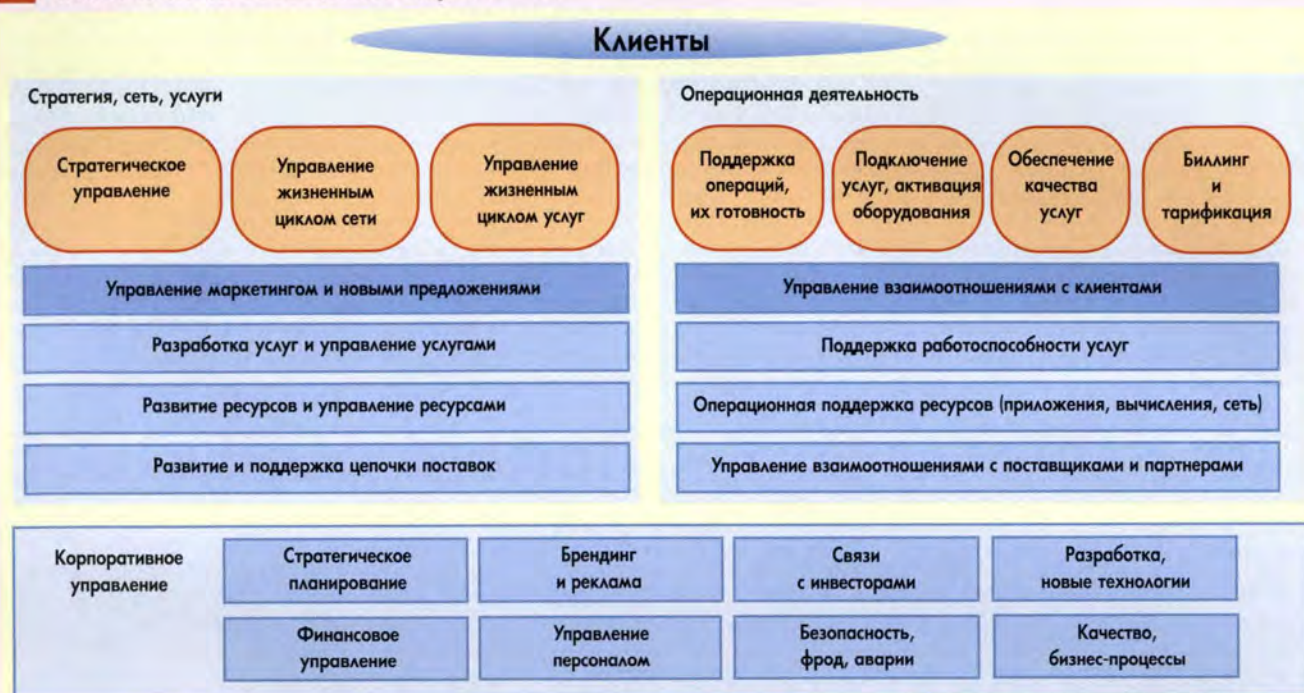 Клиенты
Стратегия, сеть, услуги
Стратегическое
управление
Управление
жизненным
циклом сети
Управление
жизненным
циклом услуг
Управление маркетингом и новыми предложениями
Разработка услуг и управление услугами
Развитие ресурсов и управление ресурсами
Развитие и поддержка цепочки поставок
Операционная деятельность
Поддержка
операций,
их готовность
Подключение
услуг, активация
оборудования
Обеспечение
качества
услуг
Биллинг
и
тарификация
Управление взаимоотношениями с клиентами
Поддержка работоспособности услуг
Операционная поддержка ресурсов (приложения, вычисления, сеть)
Управление взаимоотношениями с поставщиками и партнерами
Корпоративное
управление
Стратегическое
планирование
Брендинг
и реклама
Связи
с инвесторами
Разработка,
новые технологии
Финансовое
управление
Управление
персоналом
Безопасность,
фрод, аварии
Качество,
бизнес-процессы